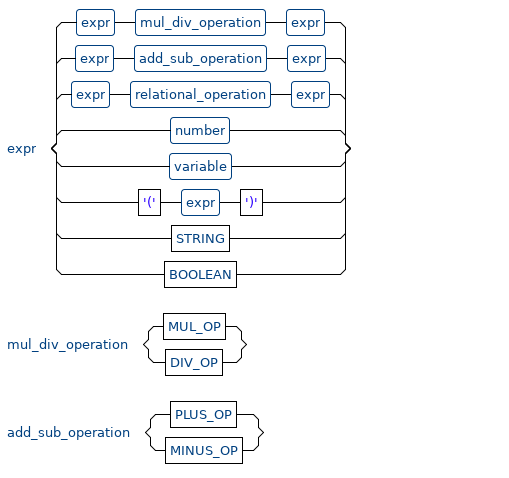 expr mul_div_operation expr
expr add_sub_operation expr
expr relational_operation expr
number
expr
variable
'(' expr ')'
STRING
BOOLEAN
MUL_OP
mul_div_operation
DIV_OP
PLUS_OP
add_sub_operation
MINUS_OP